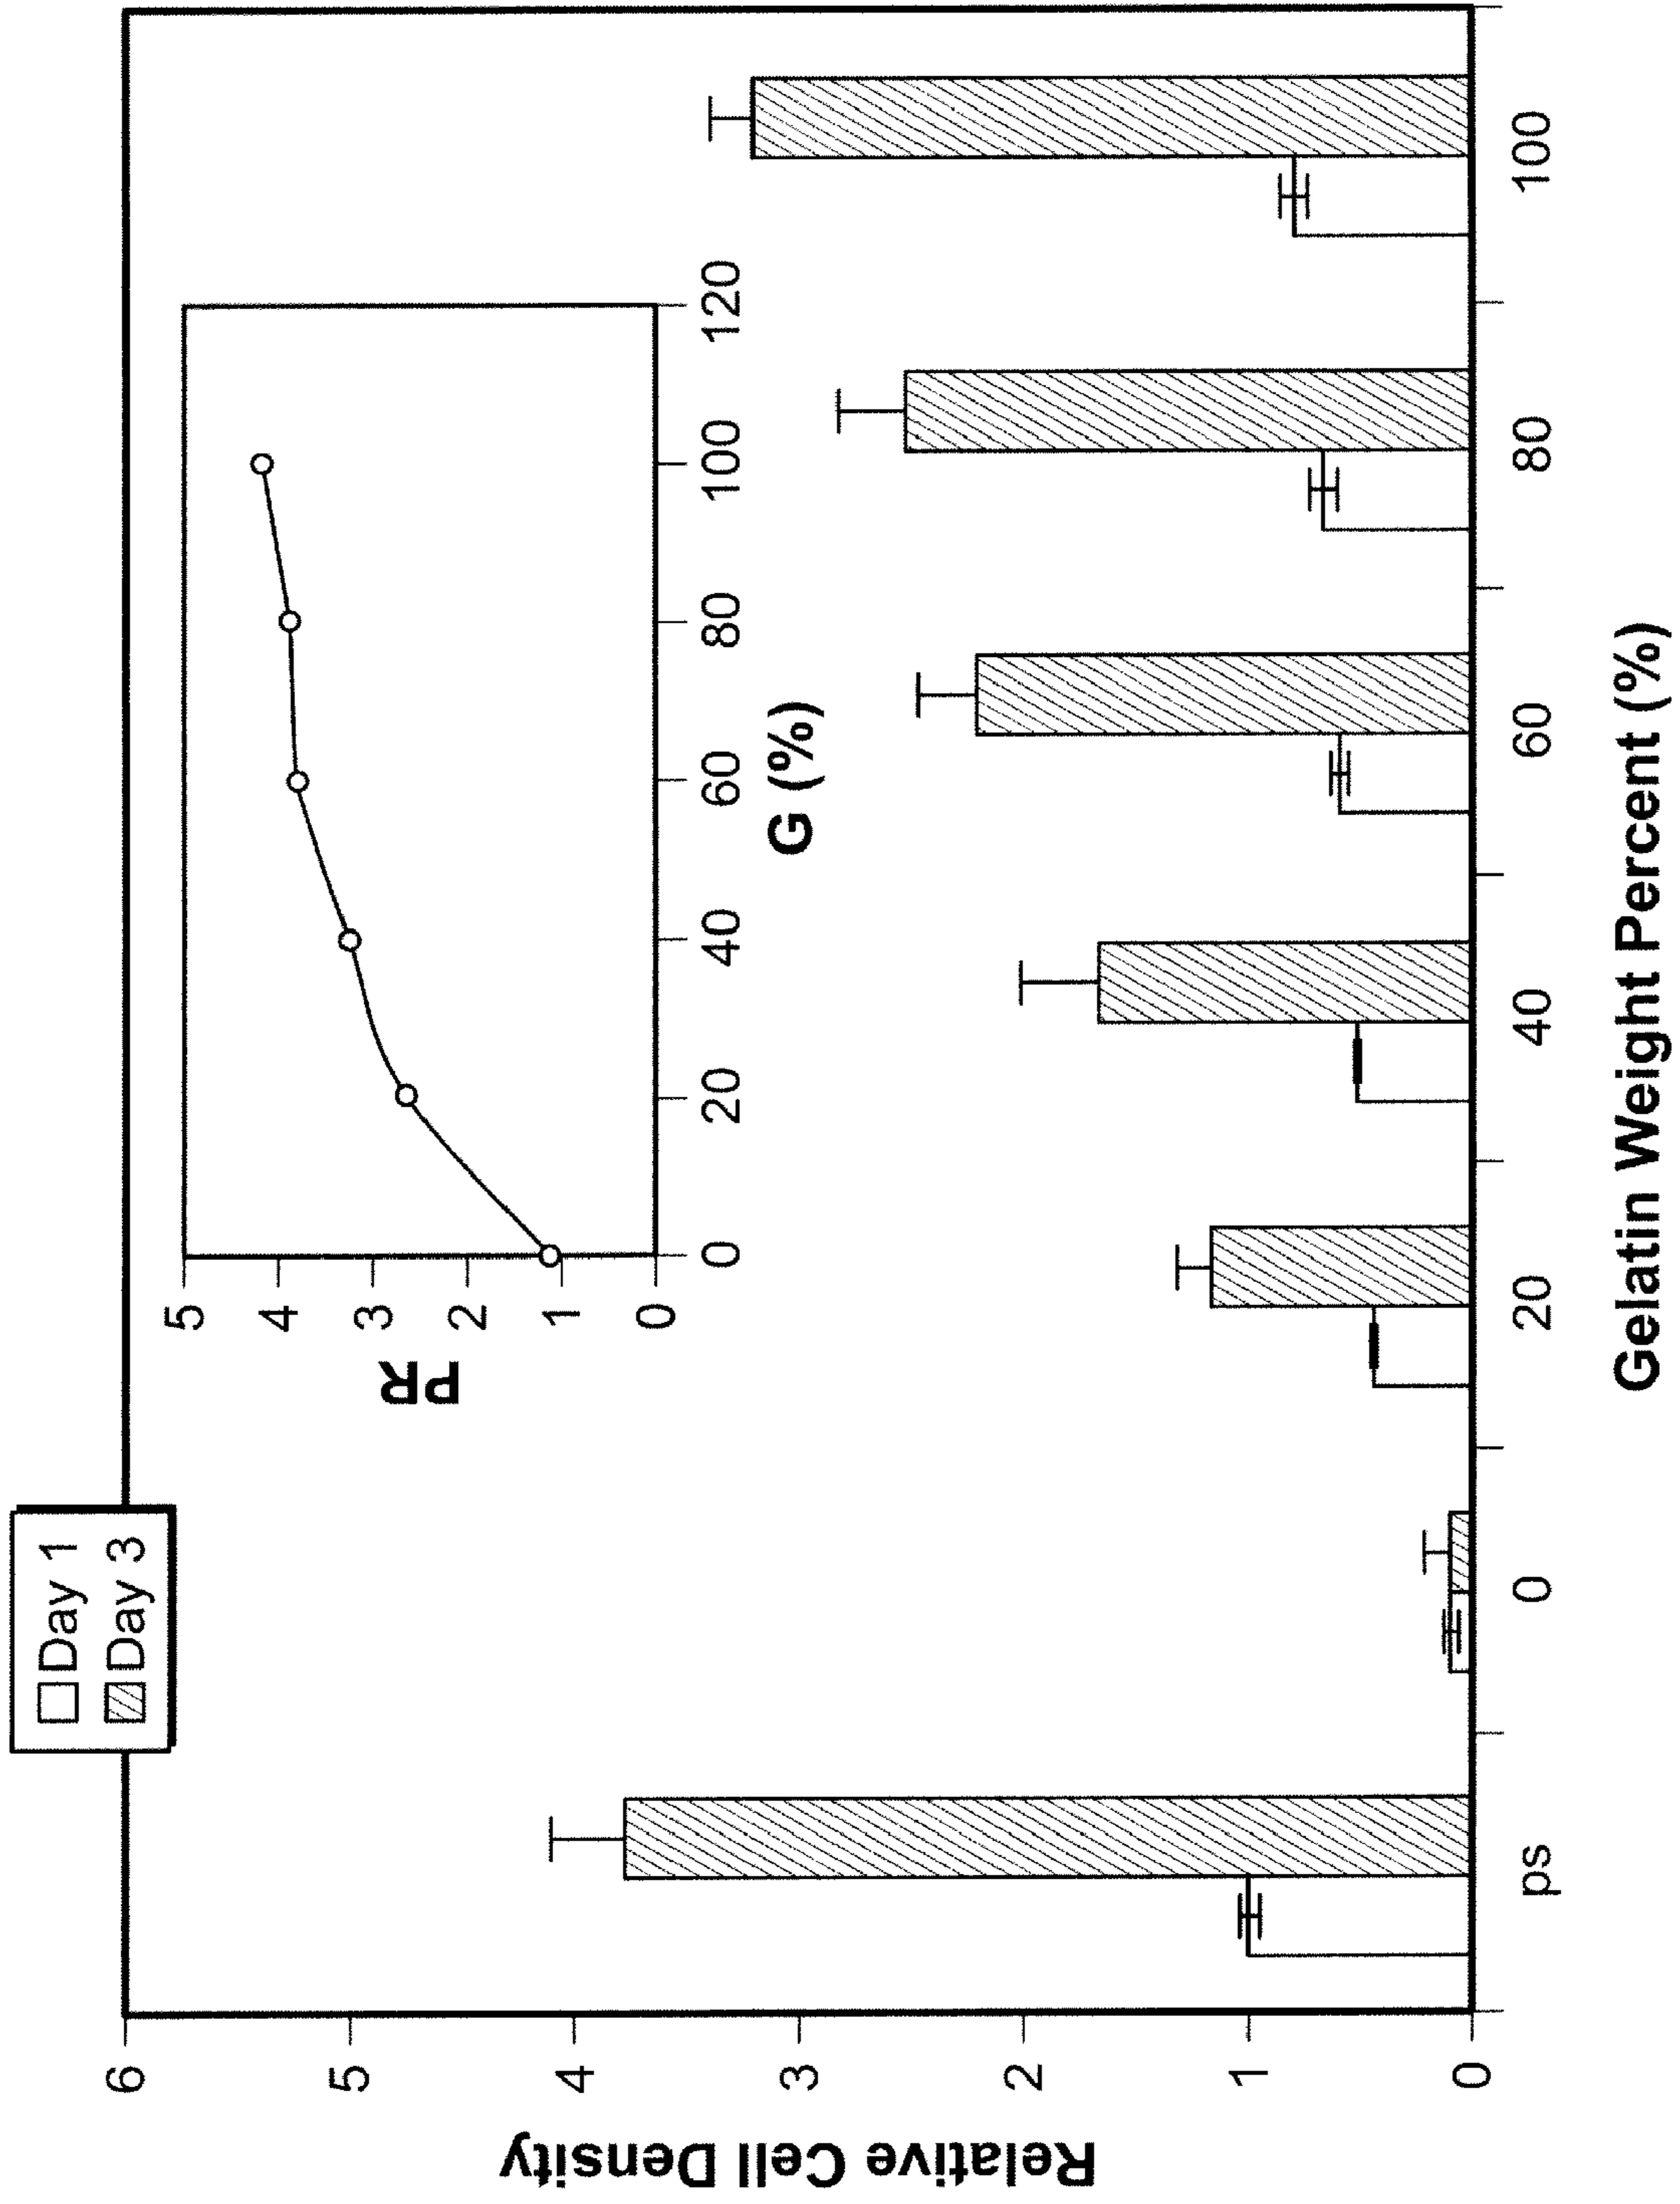 Day 1
Day 3
Relative Cell Density
6
5
4
3
2
1
0
PR
5
4
3
2
1
0
0 20 40 60 80 100 120
G (%)
ps 0 20 40 60 80 100
Gelatin Weight Percent (%)